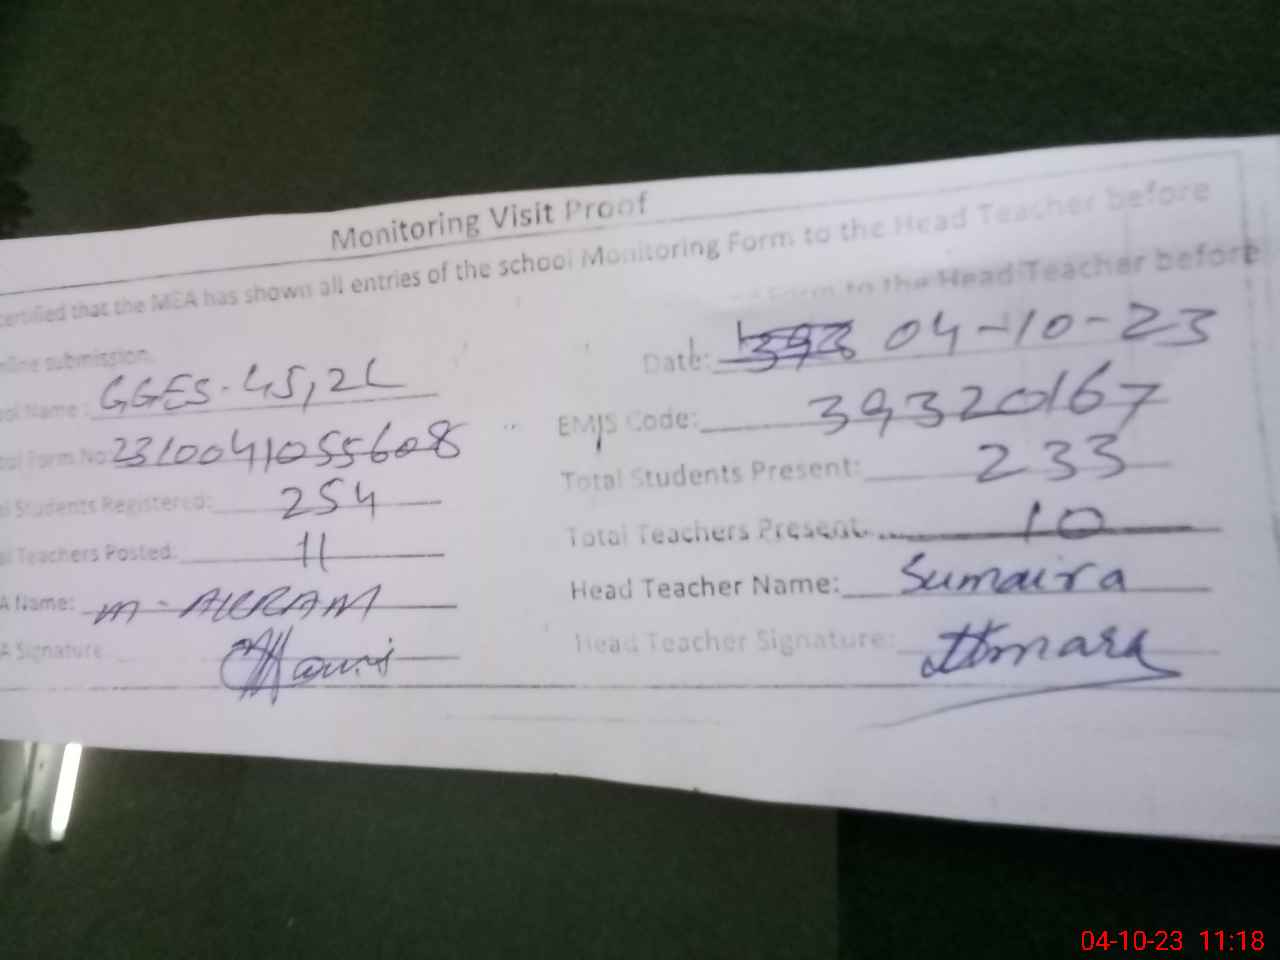 Monitoring Visit Proof
certified that the MEA has shown all entries of the school Monitoring Form to the Head Teacher before
Form to the Head Teacher before
nline submission.
ool Name: GGES-45,2L
Date: 04-10-23
Form No: 2310041055608
EMIS Code: 39320167
Students Registered: 254
Total Students Present: 233
Teachers Posted: 11
Total Teachers Present: 10
A Name: M-AKRAM
Head Teacher Name: Sumaira
A Signature
Head Teacher Signature:
04-10-23 11:18